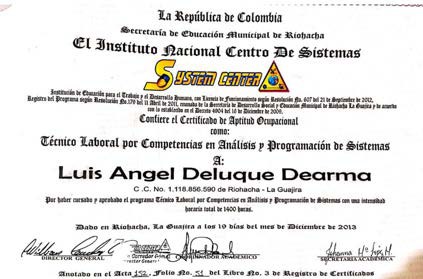 La República de Colombia
Secretaría de Educación Municipal de Riohacha
El Instituto Nacional Centro De Sistemas
SYSTEM CENTER
Institución de Educación para el Trabajo y el Desarrollo Humano, con Licencia de Funcionamiento según Resolución No. 607 del 21 de Septiembre de 2012,
Registro del Programa según Resolución No.179 del 11 Abril de 2011, emanada de la Secretaría de Desarrollo Social y Educación Municipal de Riohacha La Guajira y de acuerdo
con lo establecido en el Decreto 4904 del 16 de Diciembre de 2009.
Confiere el Certificado de Aptitud Ocupacional
como:
Técnico Laboral por Competencias en Análisis y Programación de Sistemas
A:
Luis Angel Deluque Dearma
C .C No. 1.118.856.590 de Riohacha - La Guajira
Por haber cursado y aprobado el programa Técnico Laboral por Competencias en Análisis y Programación de Sistemas con una intensidad
horaria total de 1400 horas.
Dado en Riohacha, La Guajira a los 19 días del mes de Diciembre de 2013
DIRECTOR GENERAL
COORDINADOR ACADÉMICO
SECRETARIA ACADÉMICA
Anotado en el Acta 152, Folio No. 51 del Libro No. 3 de Registro de Certificados